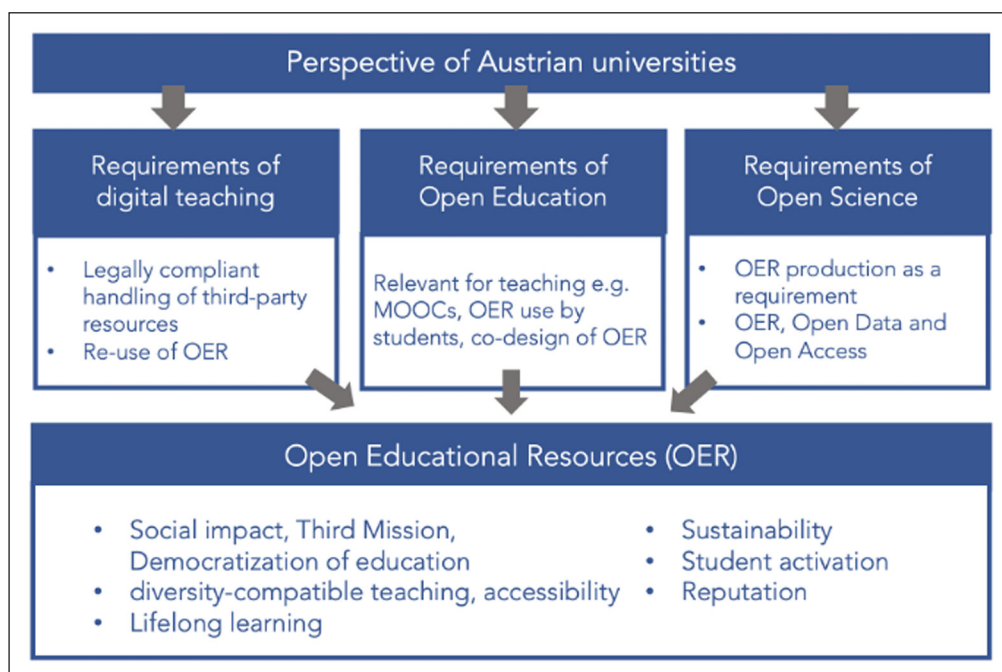 Perspective of Austrian universities
Requirements of
digital teaching
• Legally compliant
handling of third-party
resources
• Re-use of OER
Requirements of
Open Education
Relevant for teaching e.g.
MOOCs, OER use by
students, co-design of OER
Requirements of
Open Science
• OER production as a
requirement
• OER, Open Data and
Open Access
Open Educational Resources (OER)
• Social impact, Third Mission,
Democratization of education
• diversity-compatible teaching, accessibility
• Lifelong learning
• Sustainability
• Student activation
• Reputation